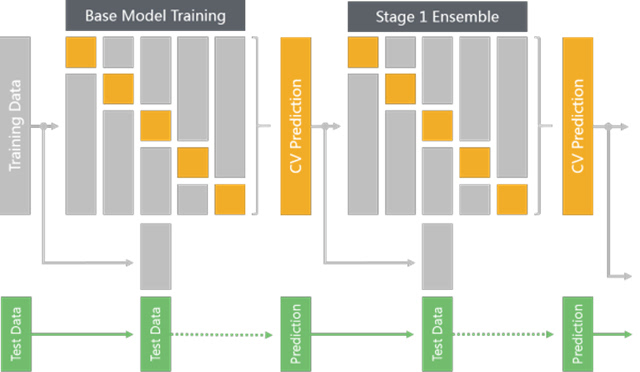 Base Model Training
Stage 1 Ensemble
Training Data
CV Prediction
CV Prediction
Test Data
Test Data
Prediction
Test Data
Prediction